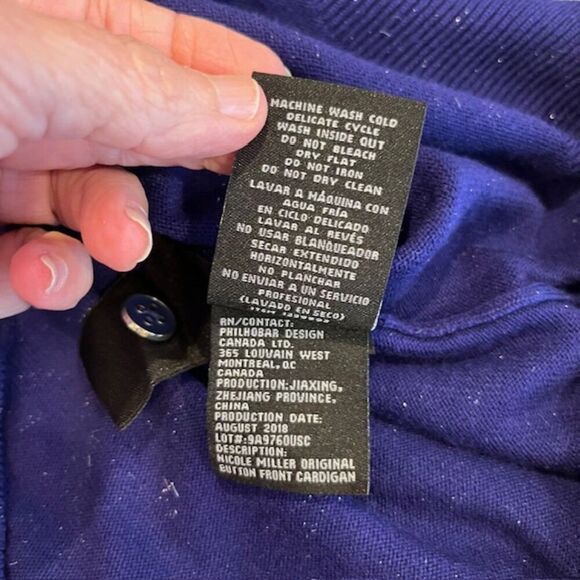 MACHINE WASH COLD
DELICATE CYCLE
WASH INSIDE OUT
DO NOT BLEACH
DRY FLAT
DO NOT IRON
DO NOT DRY CLEAN
LAVAR A MÁQUINA CON
AGUA FRÍA
EN CICLO DELICADO
LAVAR AL REVÉS
NO USAR BLANQUEADOR
SECAR EXTENDIDO
HORIZONTALMENTE
NO PLANCHAR
NO ENVIAR A UN SERVICIO
PROFESIONAL
(LAVADO EN SECO)
ITEM
RN/CONTACT:
PHILHOBAR DESIGN
CANADA LTD.
365 LOUVAIN WEST
MONTREAL, QC
CANADA
PRODUCTION:JIAXING,
ZHEJIANG PROVINCE,
CHINA
PRODUCTION DATE:
AUGUST 2018
LOT#:9A9760USC
DESCRIPTION:
NICOLE MILLER ORIGINAL
BUTTON FRONT CARDIGAN